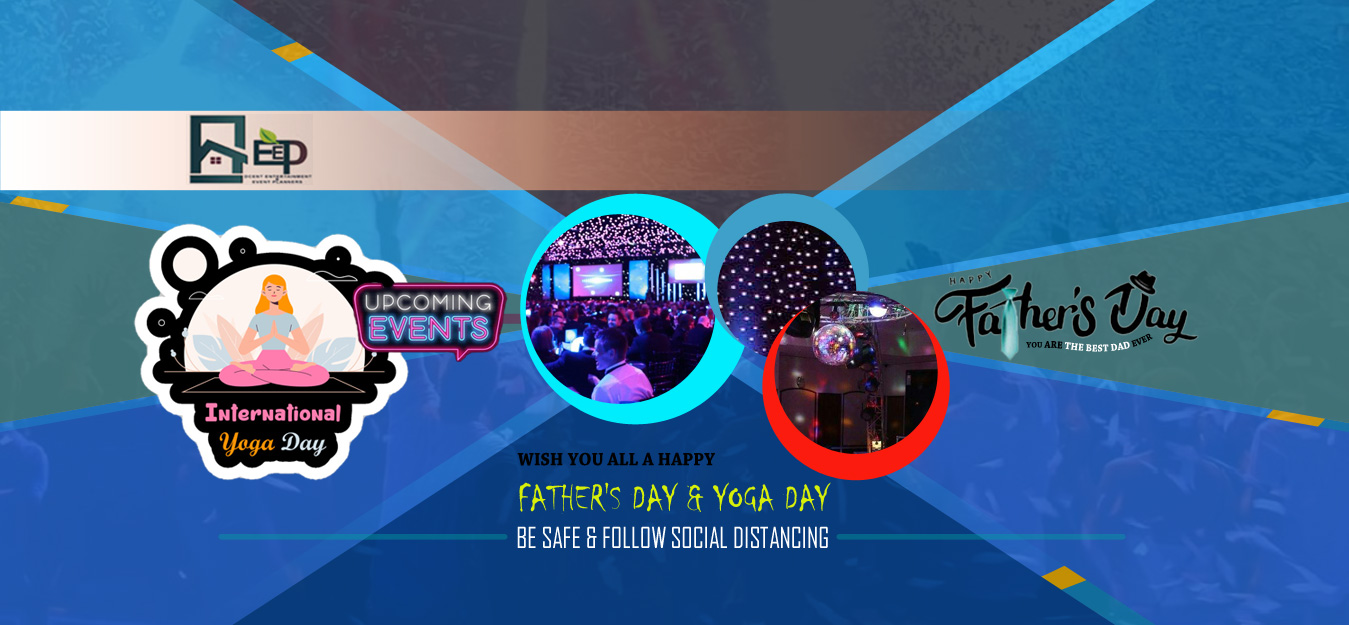 EEP
DCENT ENTERTAINMENT
EVENT PLANNERS
UPCOMING
EVENTS
International
Yoga Day
HAPPY
Father's Day
YOU ARE THE BEST DAD EVER
WISH YOU ALL A HAPPY
FATHER'S DAY & YOGA DAY
BE SAFE & FOLLOW SOCIAL DISTANCING